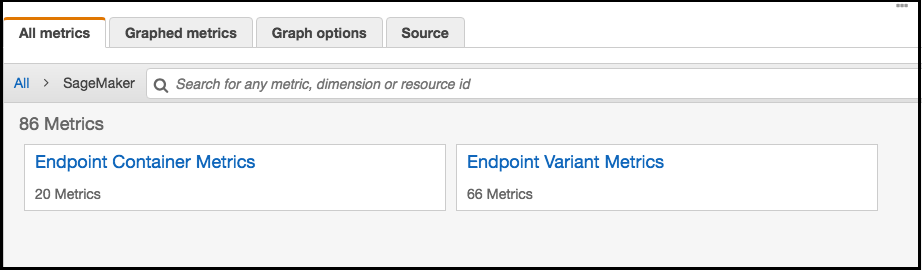 All metrics Graphed metrics Graph options Source
All > SageMaker Search for any metric, dimension or resource id
86 Metrics
Endpoint Container Metrics Endpoint Variant Metrics
20 Metrics 66 Metrics